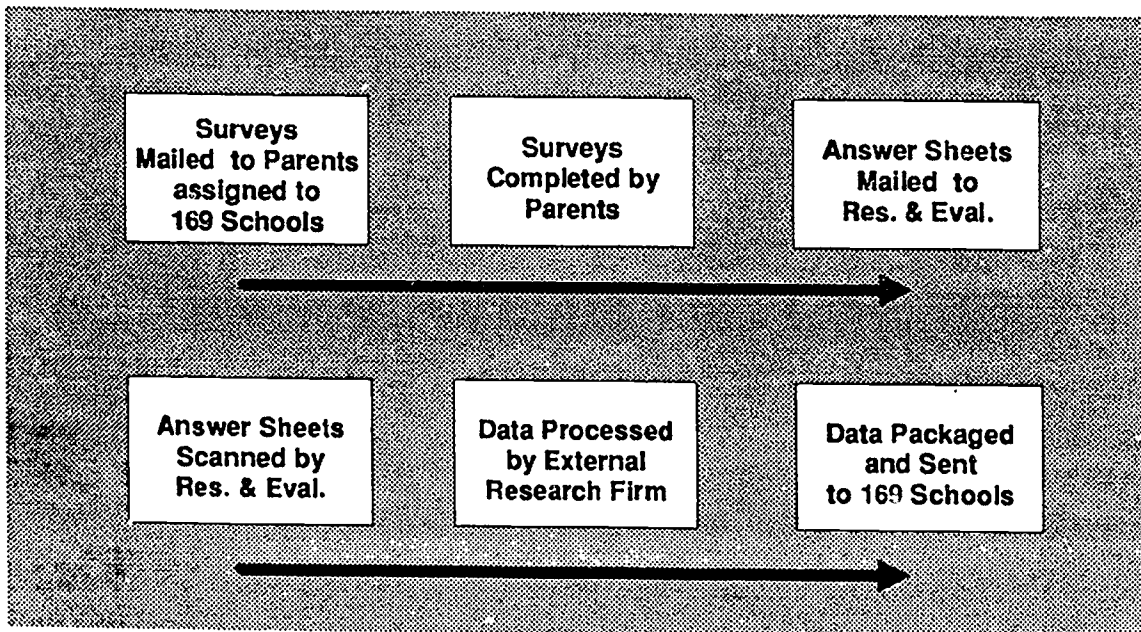 Surveys
Mailed to Parents
assigned to
169 Schools
Surveys
Completed by
Parents
Answer Sheets
Mailed to
Res. & Eval.
Answer Sheets
Scanned by
Res. & Eval.
Data Processed
by External
Research Firm
Data Packaged
and Sent
to 169 Schools